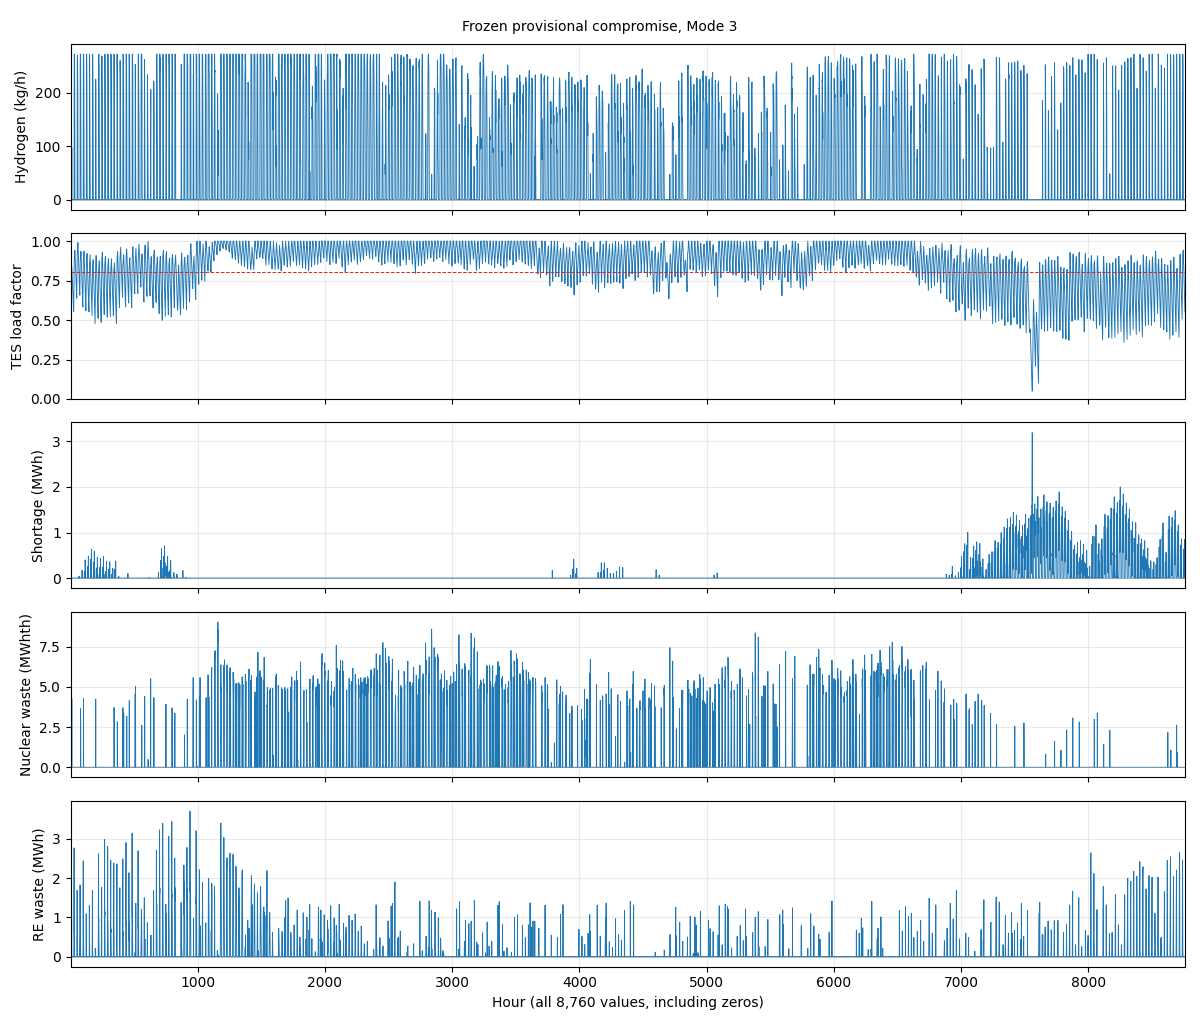 Frozen provisional compromise, Mode 3
Hydrogen (kg/h)
200
100
0
TES load factor
1.00
0.75
0.50
0.25
0.00
Shortage (MWh)
3
2
1
0
Nuclear waste (MWhth)
7.5
5.0
2.5
0.0
RE waste (MWh)
3
2
1
0
1000 2000 3000 4000 5000 6000 7000 8000
Hour (all 8,760 values, including zeros)